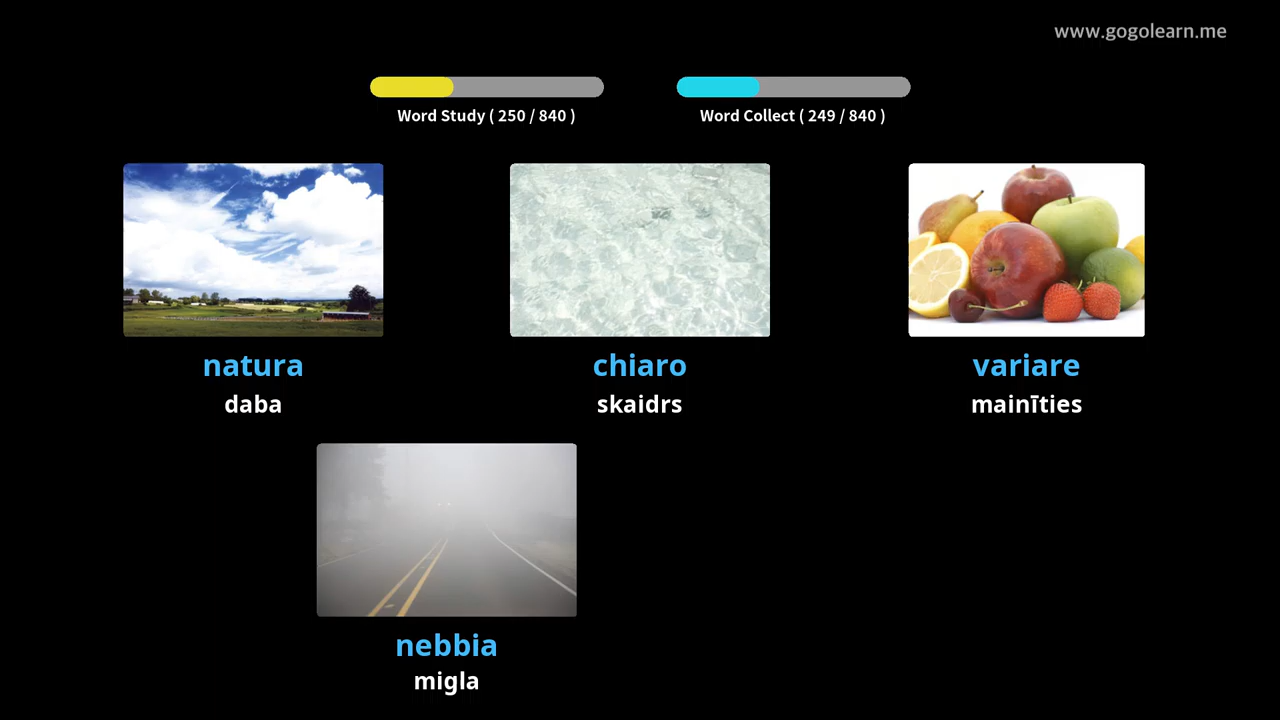 www.gogolearn.me
Word Study ( 250 / 840 )
Word Collect ( 249 / 840 )
natura
daba
chiaro
skaidrs
variare
mainīties
nebbia
migla